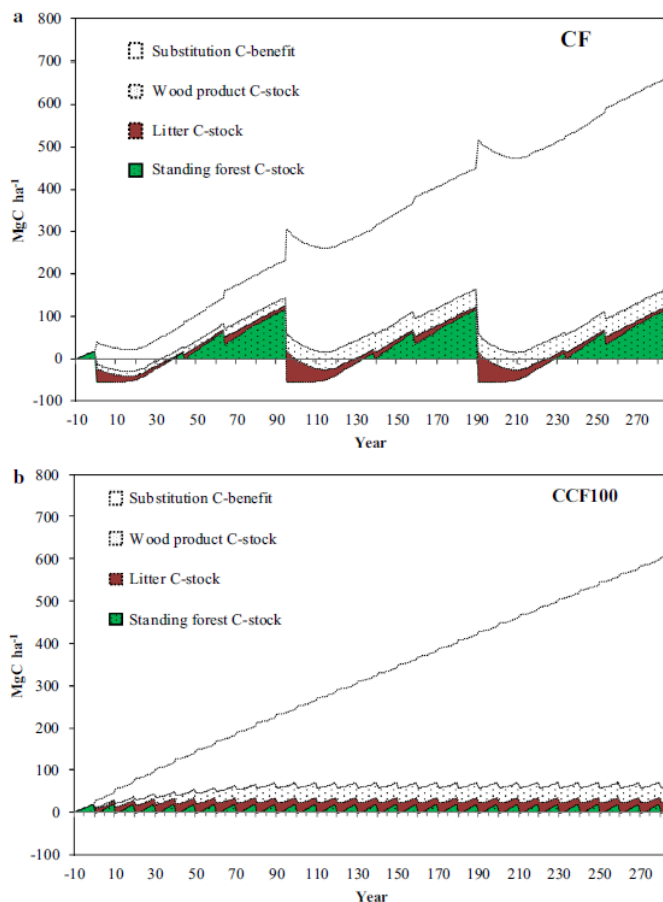 a
CF
Substitution C-benefit
Wood product C-stock
Litter C-stock
Standing forest C-stock
MgC ha⁻¹
800
700
600
500
400
300
200
100
0
-100
-10 10 30 50 70 90 110 130 150 170 190 210 230 250 270
Year
b
CCF100
Substitution C-benefit
Wood product C-stock
Litter C-stock
Standing forest C-stock
MgC ha⁻¹
800
700
600
500
400
300
200
100
0
-100
-10 10 30 50 70 90 110 130 150 170 190 210 230 250 270
Year